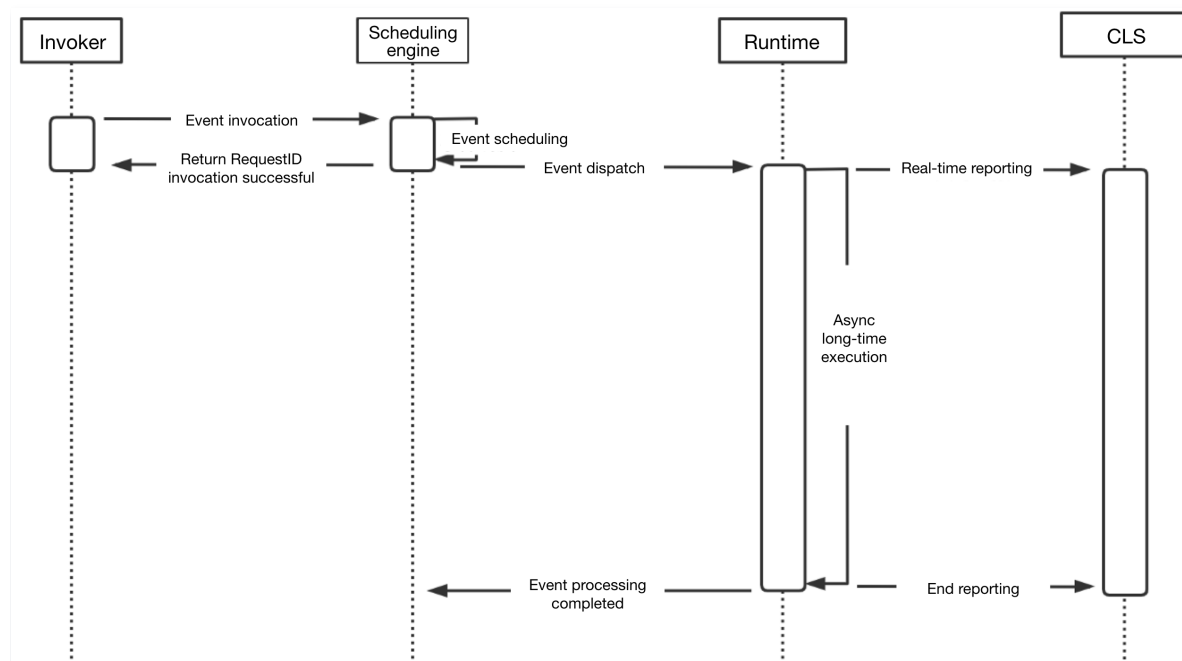 Invoker
Scheduling
engine
Runtime
CLS
Event invocation
Event scheduling
Return RequestID
invocation successful
Event dispatch
Real-time reporting
Async
long-time
execution
Event processing
completed
End reporting